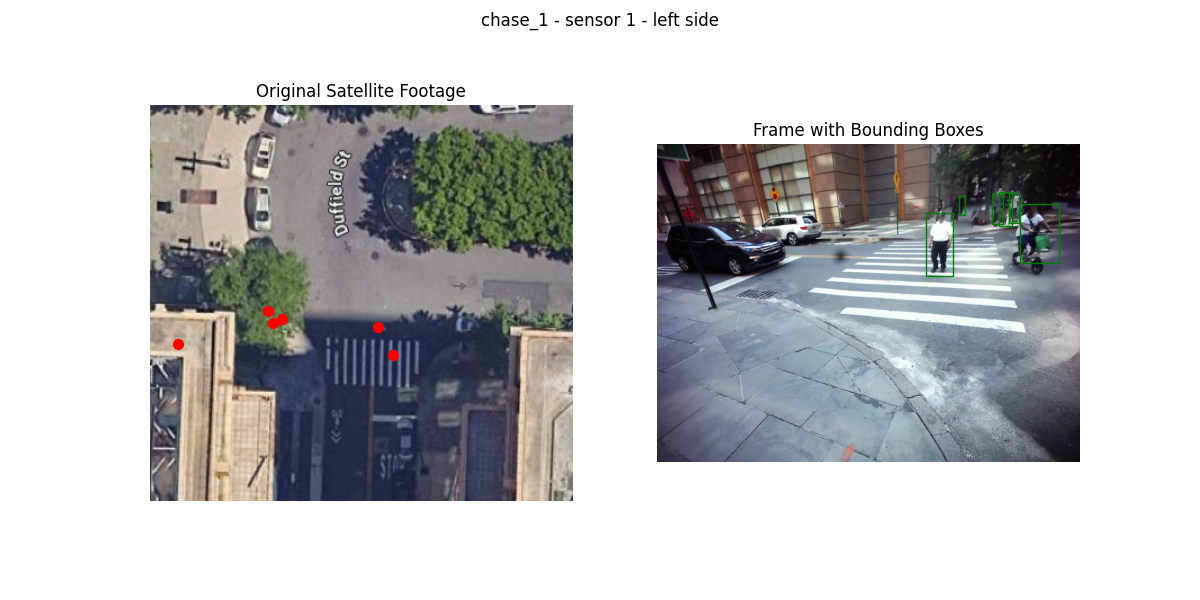 chase_1 - sensor 1 - left side
Original Satellite Footage
Frame with Bounding Boxes
Duffield St